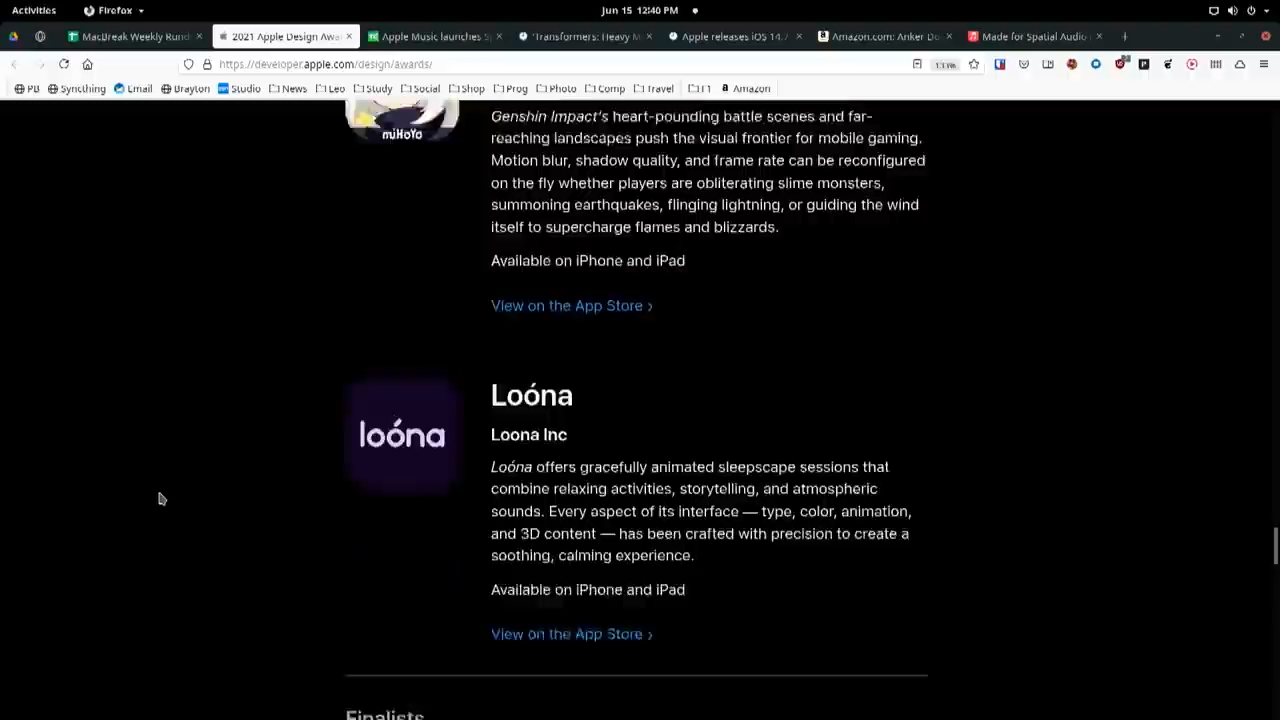 Activities
Firefox
Jun 15 12:40 PM
MacBreak Weekly Rund
2021 Apple Design Awa
Apple Music launches S
'Transformers: Heavy M
Apple releases iOS 14.7
Amazon.com: Anker Do
Made for Spatial Audio
https://developer.apple.com/design/awards/
133%
PB
Syncthing
Email
Brayton
Studio
News
Leo
Study
Social
Shop
Prog
Photo
Comp
Travel
Amazon
miHoYo
Genshin Impact's heart-pounding battle scenes and far-
reaching landscapes push the visual frontier for mobile gaming.
Motion blur, shadow quality, and frame rate can be reconfigured
on the fly whether players are obliterating slime monsters,
summoning earthquakes, flinging lightning, or guiding the wind
itself to supercharge flames and blizzards.
Available on iPhone and iPad
View on the App Store ›
loóna
Loóna
Loona Inc
Loóna offers gracefully animated sleepscape sessions that
combine relaxing activities, storytelling, and atmospheric
sounds. Every aspect of its interface — type, color, animation,
and 3D content — has been crafted with precision to create a
soothing, calming experience.
Available on iPhone and iPad
View on the App Store ›
Finalists